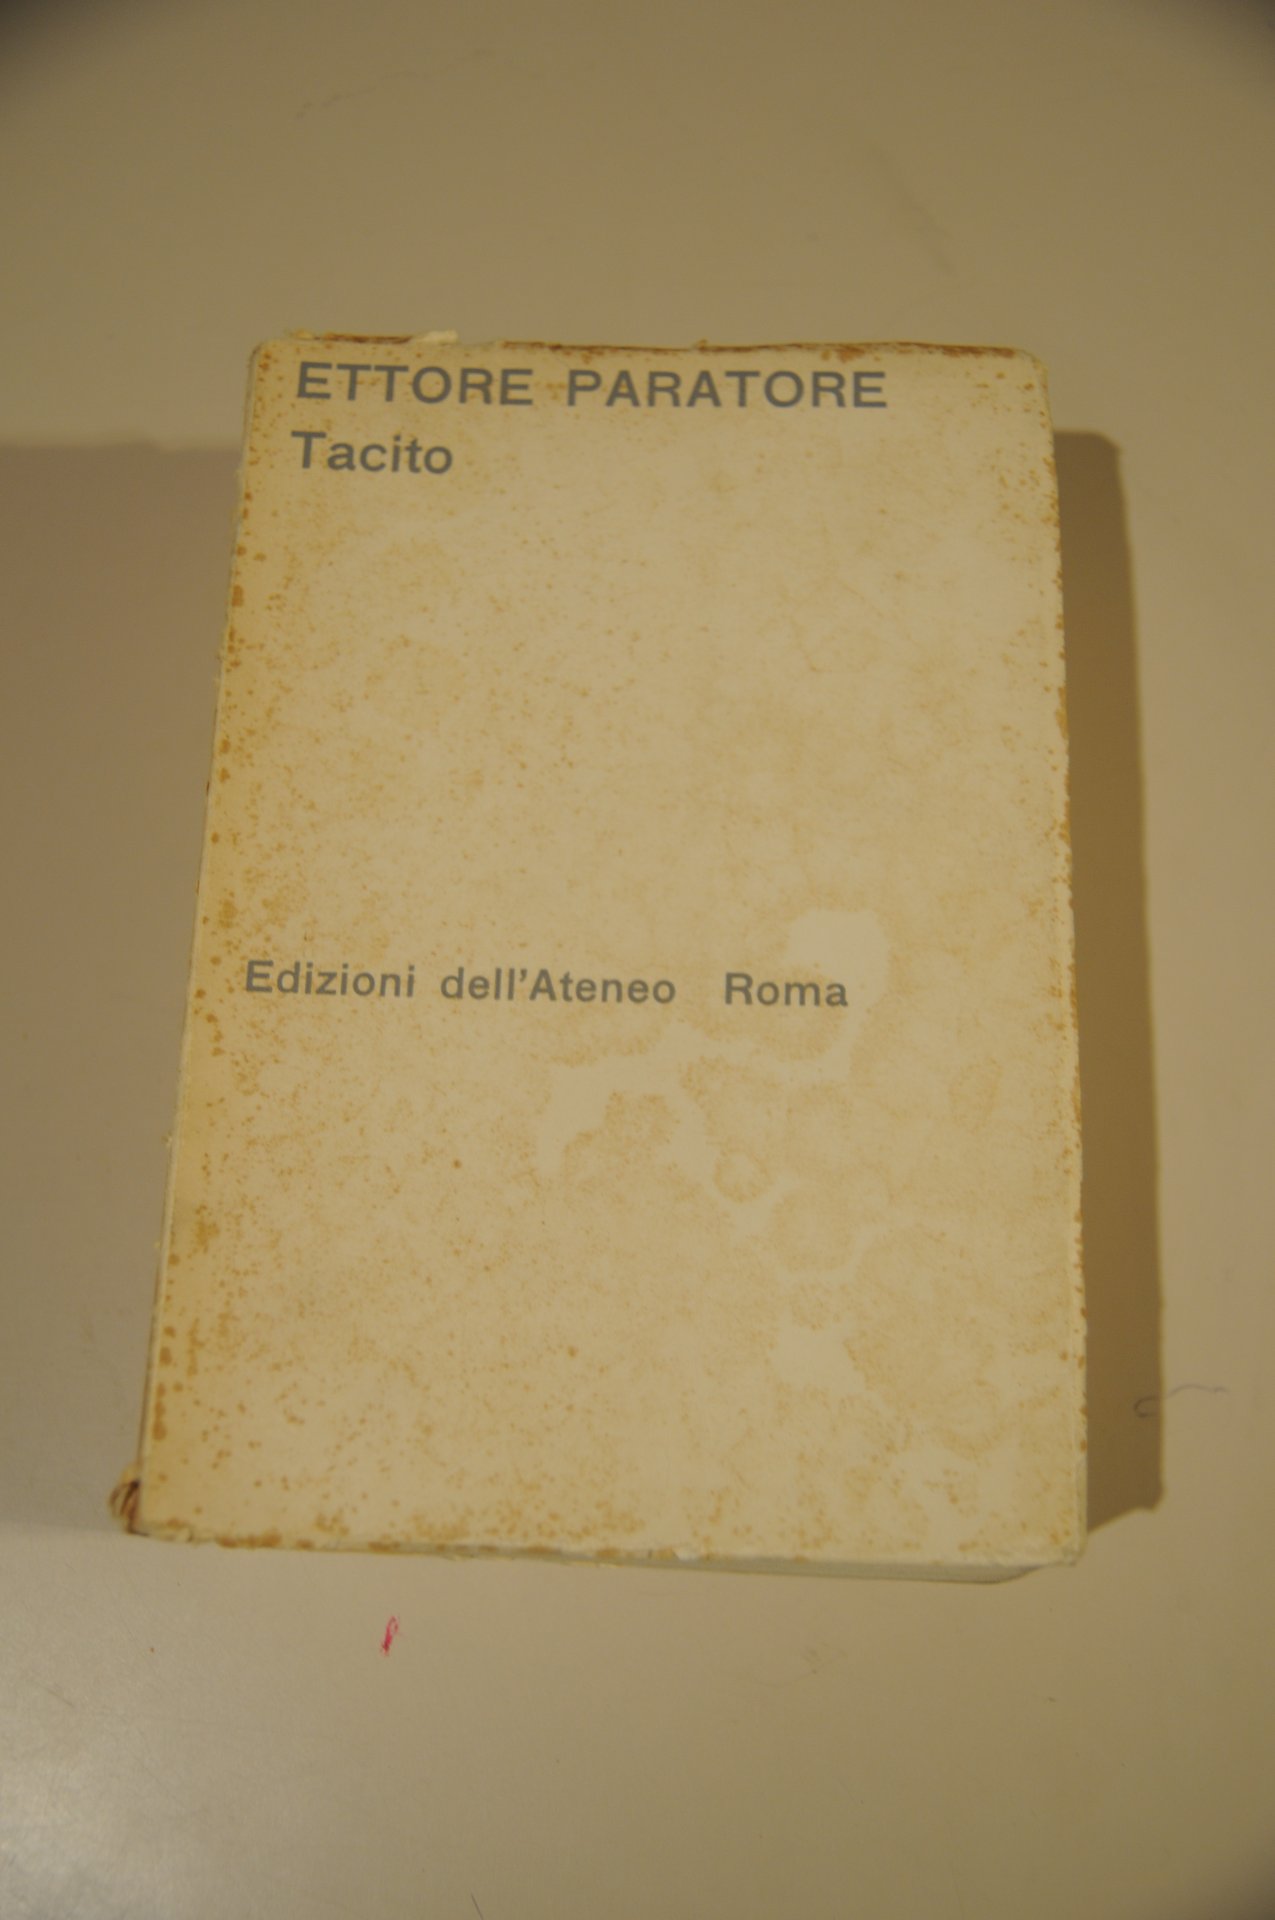 ETTORE PARATORE
Tacito
Edizioni dell'Ateneo Roma